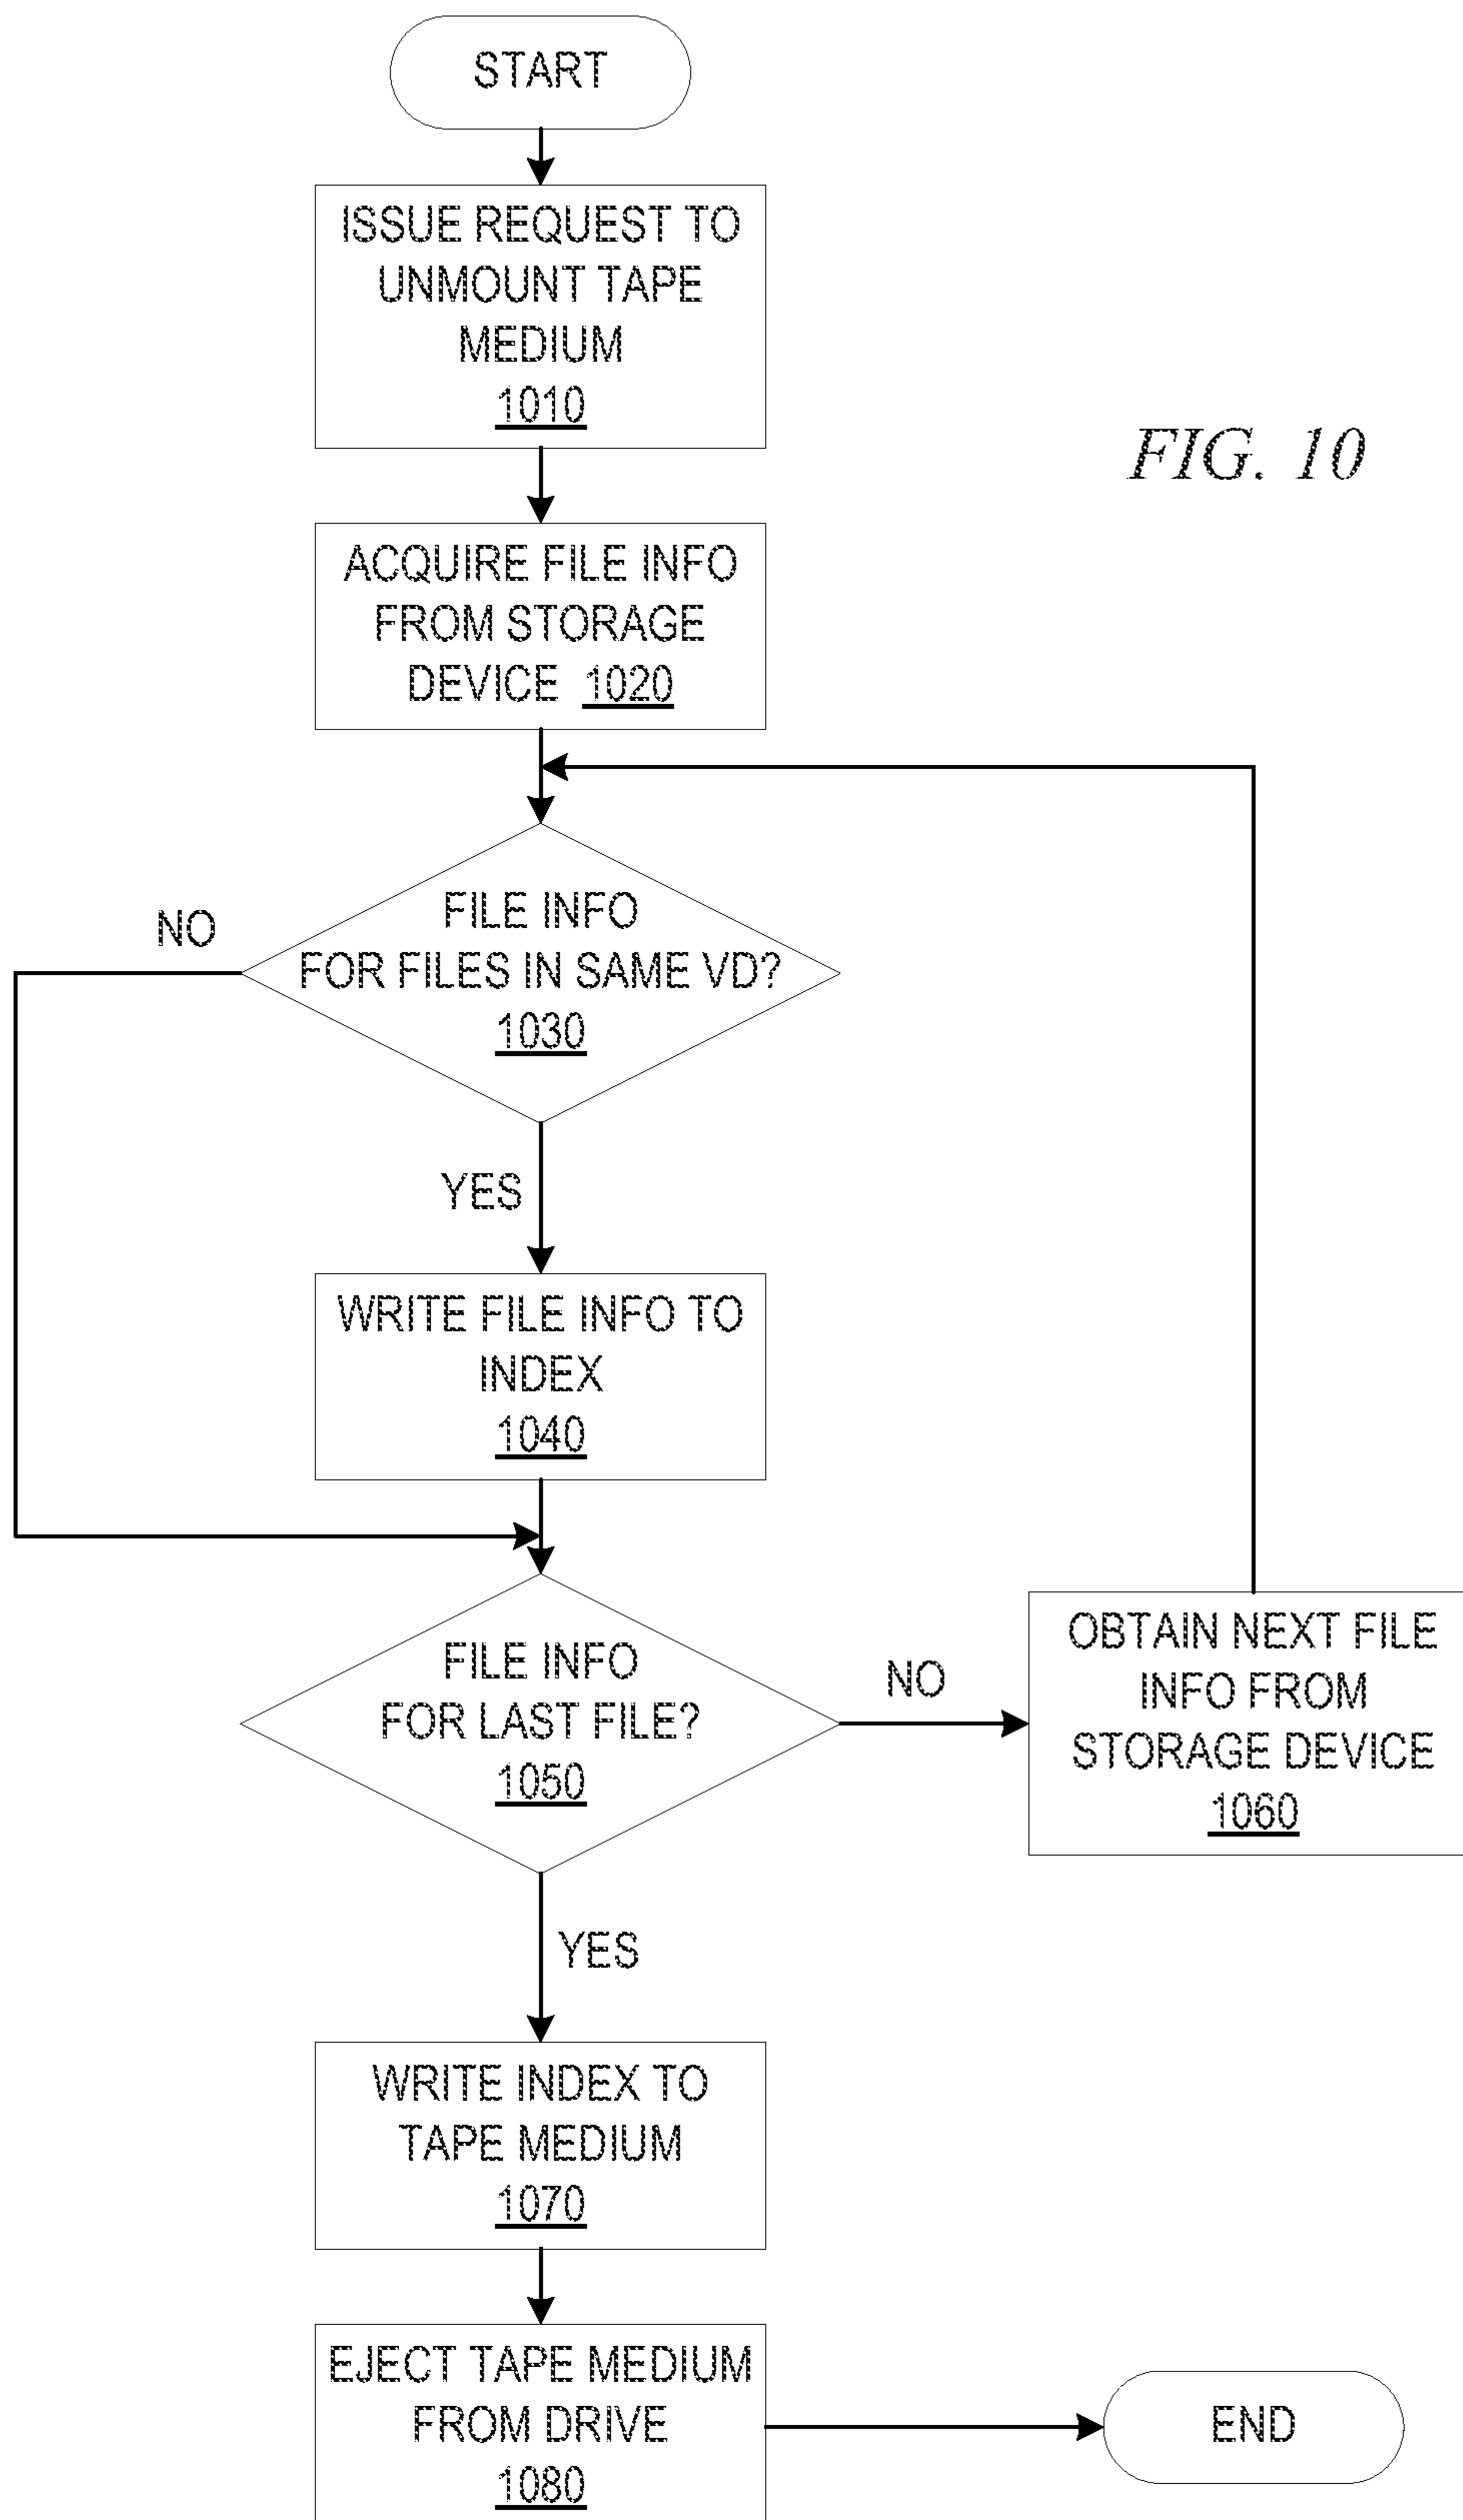 START
ISSUE REQUEST TO
UNMOUNT TAPE
MEDIUM
1010
FIG. 10
ACQUIRE FILE INFO
FROM STORAGE
DEVICE 1020
FILE INFO
FOR FILES IN SAME VD?
1030
NO
YES
WRITE FILE INFO TO
INDEX
1040
FILE INFO
FOR LAST FILE?
1050
NO
OBTAIN NEXT FILE
INFO FROM
STORAGE DEVICE
1060
YES
WRITE INDEX TO
TAPE MEDIUM
1070
EJECT TAPE MEDIUM
FROM DRIVE
1080
END